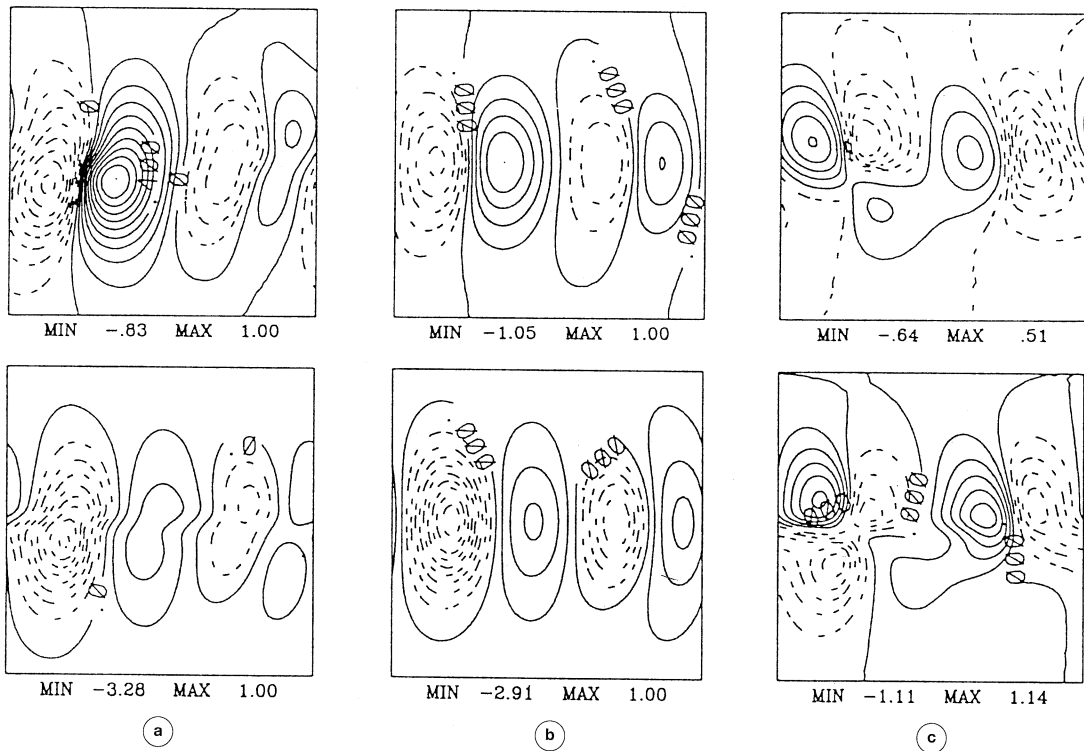 MIN -.83 MAX 1.00
MIN -1.05 MAX 1.00
MIN -.64 MAX .51
MIN -3.28 MAX 1.00
MIN -2.91 MAX 1.00
MIN -1.11 MAX 1.14
a
b
c